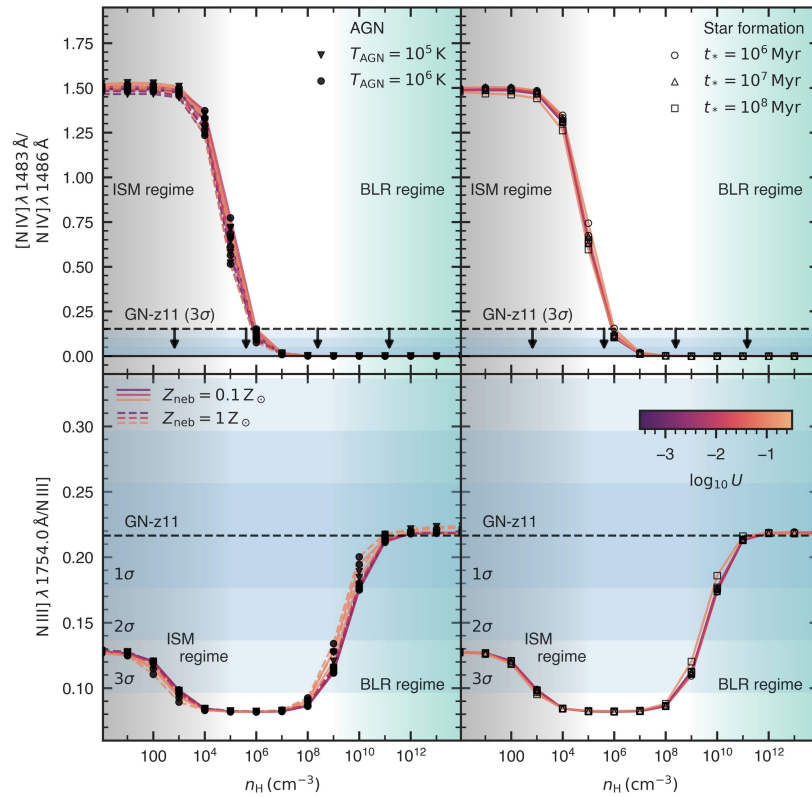 AGN
T_AGN = 10^5 K
T_AGN = 10^6 K
ISM regime
BLR regime
GN-z11 (3σ)
1.75
1.50
1.25
1.00
0.75
0.50
0.25
0.00
[N IV] λ 1483 Å/
N IV] λ 1486 Å
Star formation
t_* = 10^6 Myr
t_* = 10^7 Myr
t_* = 10^8 Myr
ISM regime
BLR regime
GN-z11 (3σ)
Z_neb = 0.1 Z_⊙
Z_neb = 1 Z_⊙
GN-z11
1σ
2σ
3σ
ISM
regime
BLR regime
0.30
0.25
0.20
0.15
0.10
N III] λ 1754.0 Å/N III]
100
10^4
10^6
10^8
10^10
10^12
n_H (cm^−3)
−3
−2
−1
log_10 U
GN-z11
1σ
2σ
3σ
ISM
regime
BLR regime
100
10^4
10^6
10^8
10^10
10^12
n_H (cm^−3)